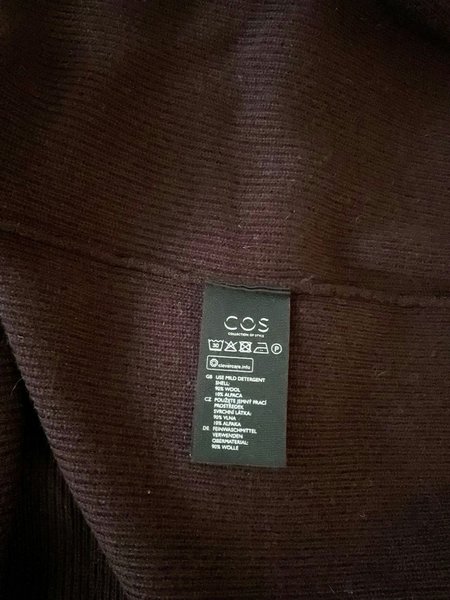 COS
COLLECTION OF STYLE
30 P
clevercare.info
GB USE MILD DETERGENT
SHELL:
90% WOOL
10% ALPACA
CZ POUŽIJTE JEMNÝ PRACÍ
PROSTŘEDEK
SVRCHNÍ LÁTKA:
90% VLNA
10% ALPAKA
DE FEINWASCHMITTEL
VERWENDEN
OBERMATERIAL:
90% WOLLE